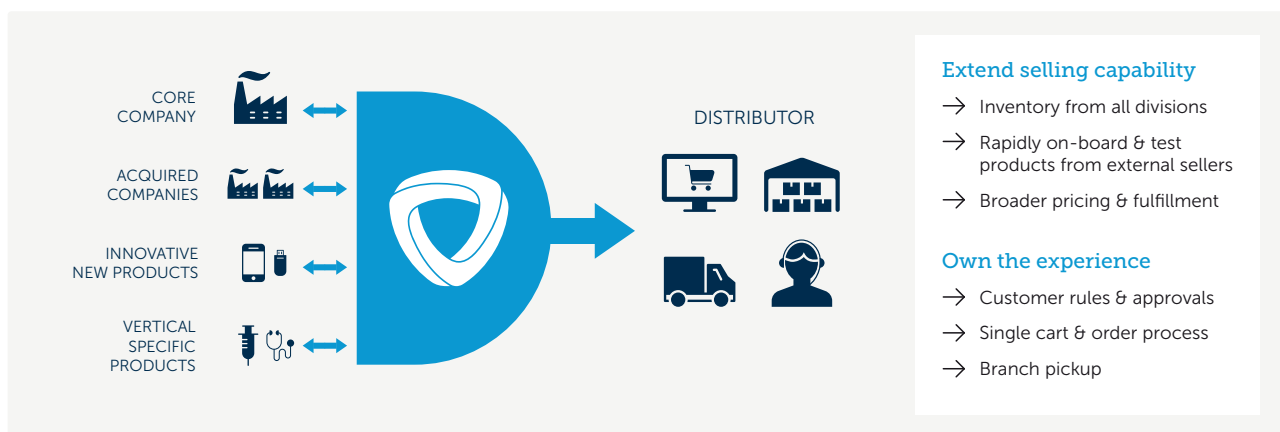 CORE
COMPANY
ACQUIRED
COMPANIES
INNOVATIVE
NEW PRODUCTS
VERTICAL
SPECIFIC
PRODUCTS
DISTRIBUTOR
Extend selling capability
→ Inventory from all divisions
→ Rapidly on-board & test
products from external sellers
→ Broader pricing & fulfillment
Own the experience
→ Customer rules & approvals
→ Single cart & order process
→ Branch pickup